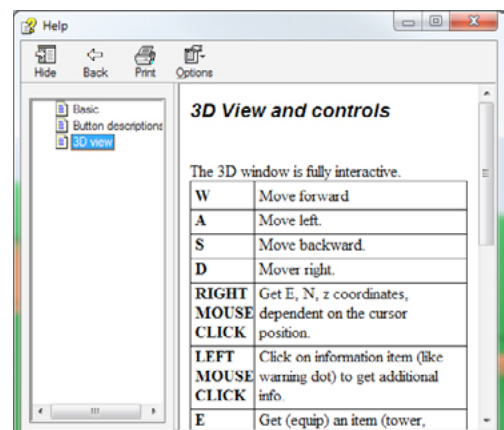 Help
Hide Back Print Options
Basic
Button descriptions
3D view
3D View and controls
The 3D window is fully interactive.
W Move forward
A Move left.
S Move backward.
D Mover right.
RIGHT MOUSE CLICK Get E, N, z coordinates, dependent on the cursor position.
LEFT MOUSE CLICK Click on information item (like warning dot) to get additional info.
E Get (equip) an item (tower,